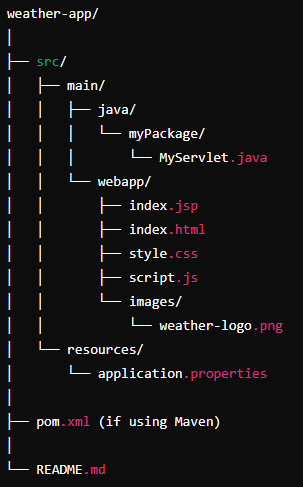 weather-app/
│
├── src/
│   ├── main/
│   │   ├── java/
│   │   │   └── myPackage/
│   │   │       └── MyServlet.java
│   │   └── webapp/
│   │       ├── index.jsp
│   │       ├── index.html
│   │       ├── style.css
│   │       ├── script.js
│   │       └── images/
│   │           └── weather-logo.png
│   └── resources/
│       └── application.properties
│
├── pom.xml (if using Maven)
│
└── README.md